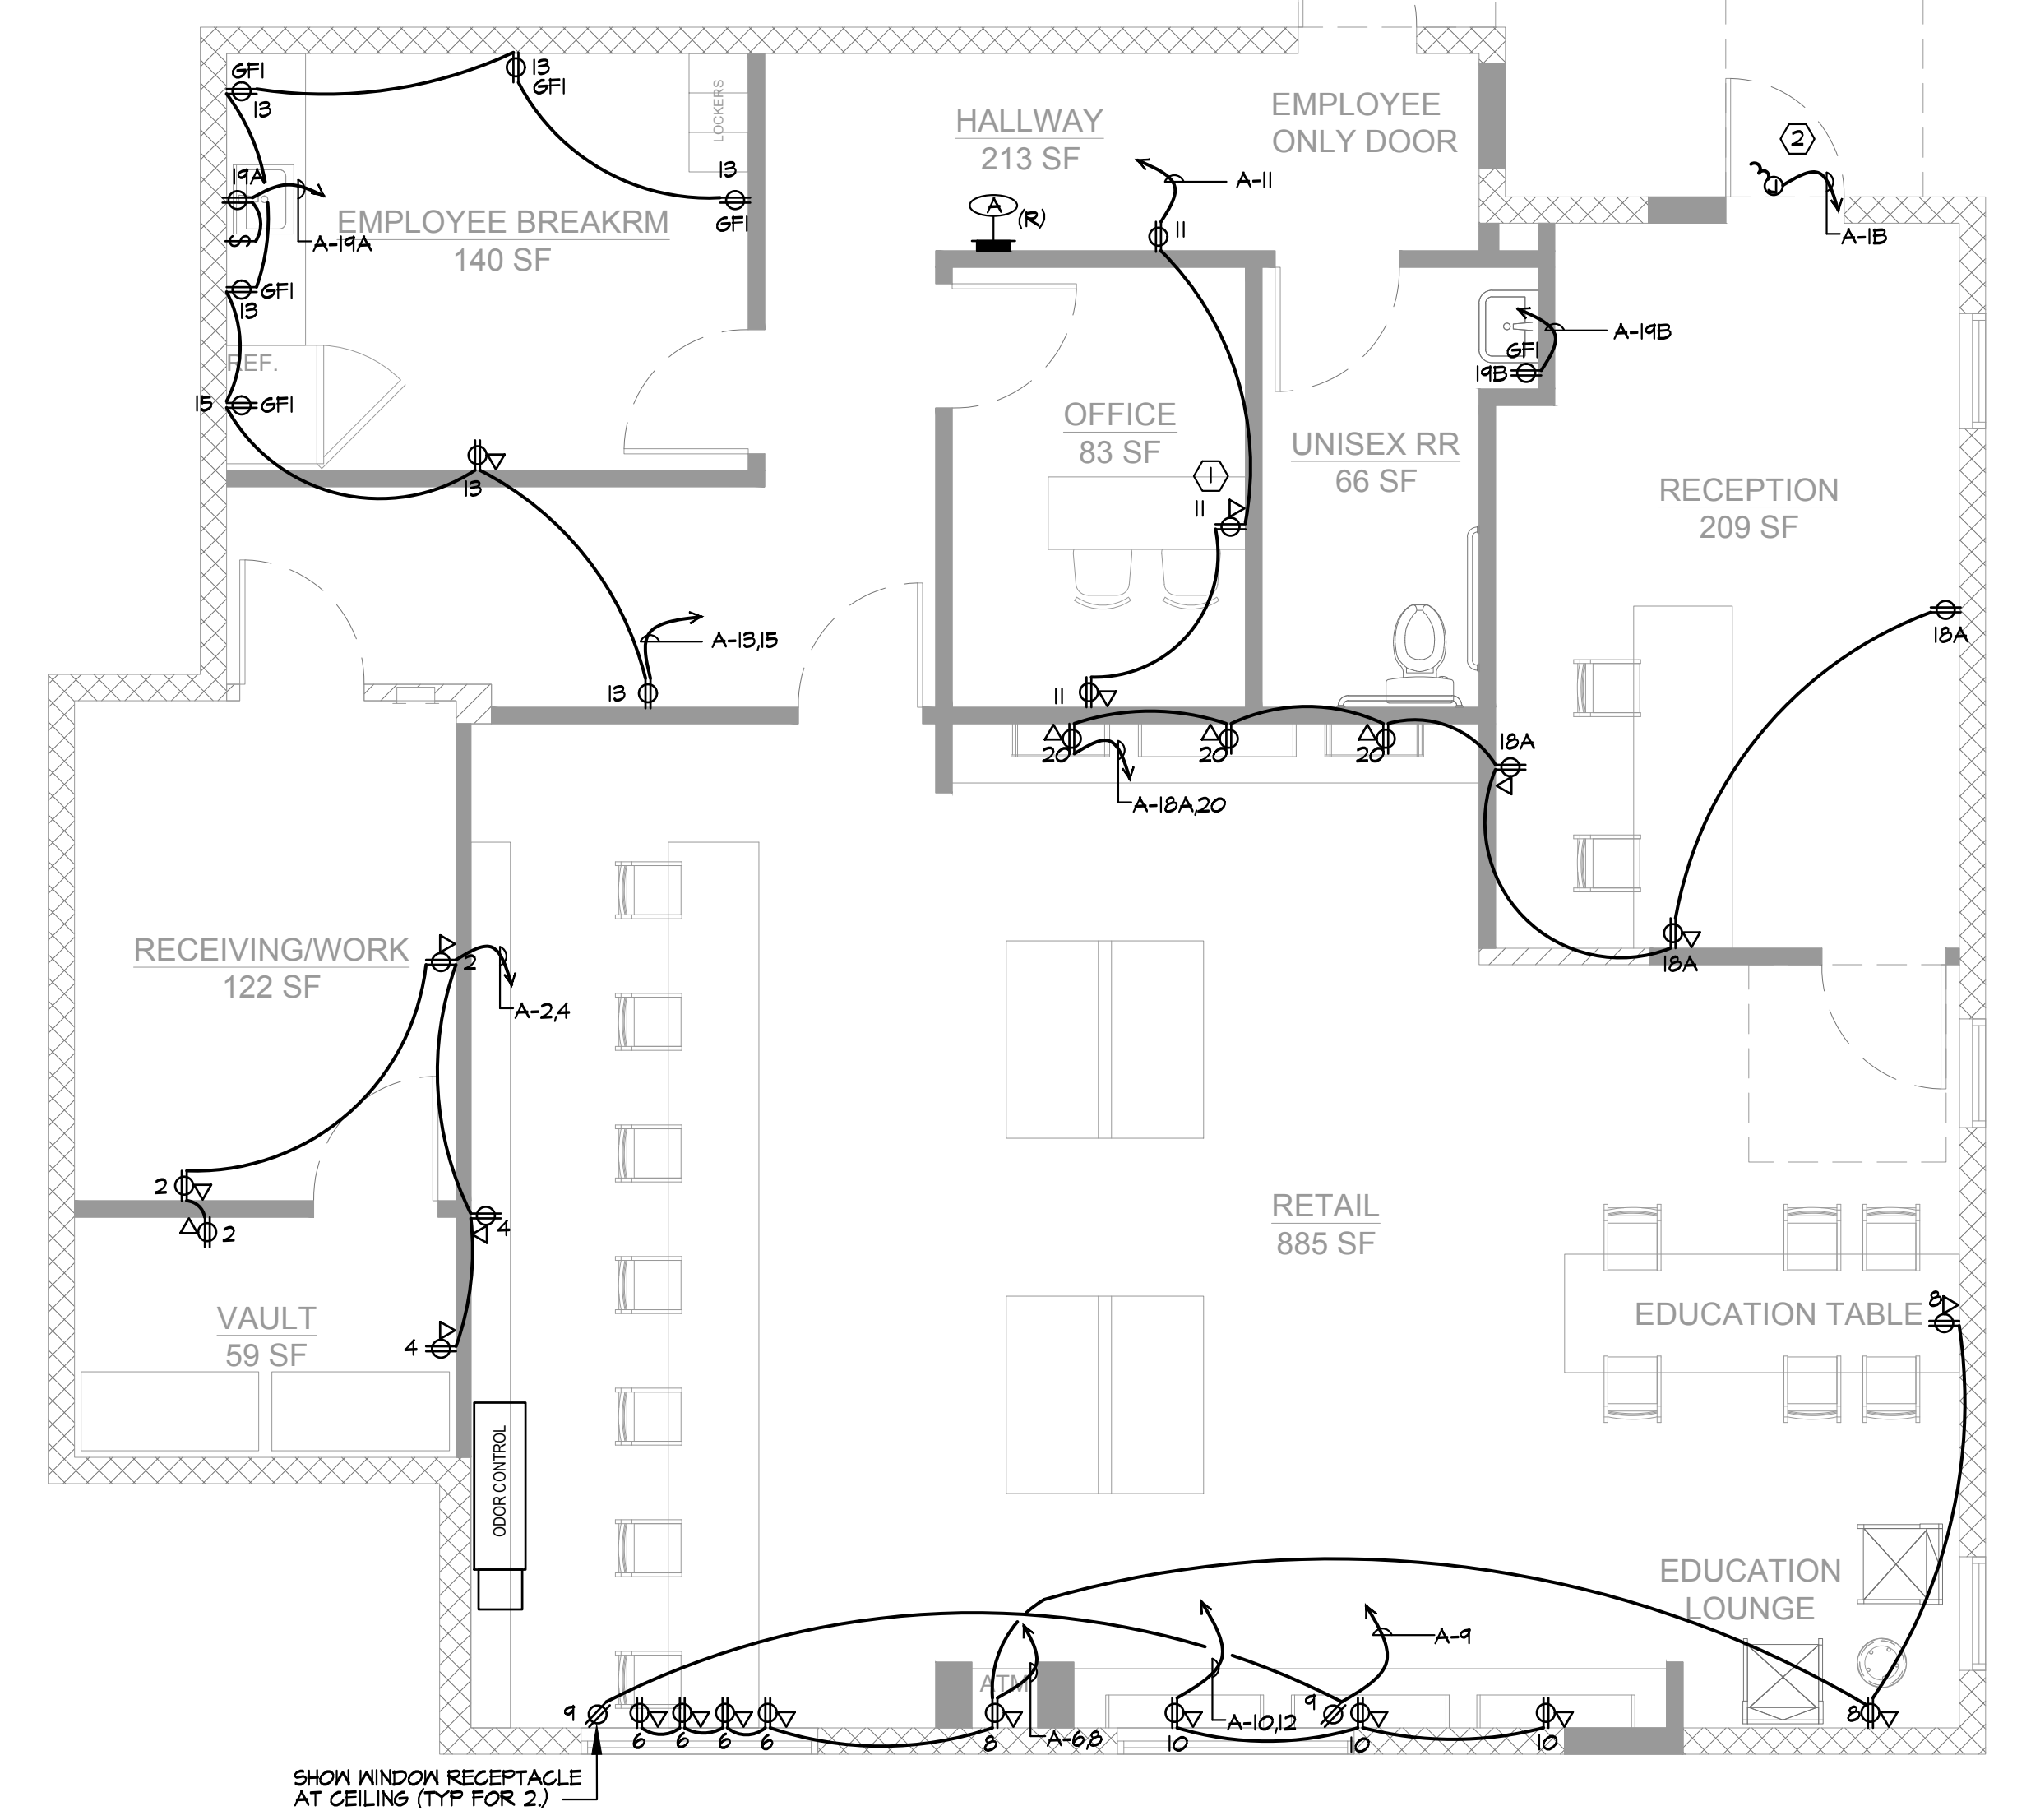 GFI
13
13
GFI
LOCKERS
HALLWAY
213 SF
EMPLOYEE
ONLY DOOR
2
19A
13
GFI
A-11
A
(R)
11
J
A-1B
EMPLOYEE BREAKRM
140 SF
S
A-19A
GFI
13
A-19B
GFI
19B
REF.
15
GFI
OFFICE
83 SF
UNISEX RR
66 SF
1
11
RECEPTION
209 SF
13
18A
A-13,15
13
11
20
20
20
18A
A-18A,20
RECEIVING/WORK
122 SF
2
A-2,4
18A
2
2
4
RETAIL
885 SF
VAULT
59 SF
4
8
EDUCATION TABLE
ODOR CONTROL
EDUCATION
LOUNGE
A-9
ATM
9
9
8
6
6
6
6
8
A-6,8
10
A-10,12
10
10
SHOW WINDOW RECEPTACLE
AT CEILING (TYP FOR 2.)